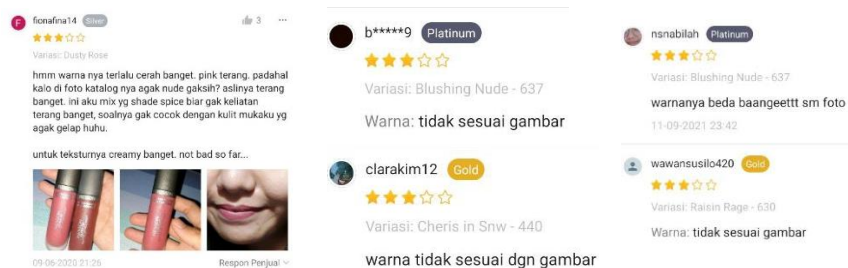 fionafina14 Silver
3
Variasi: Dusty Rose
hmm warna nya terlalu cerah banget. pink terang. padahal
kalo di foto katalog nya agak nude gaksih? aslinya terang
banget. ini aku mix yg shade spice biar gak keliatan
terang banget, soalnya gak cocok dengan kulit mukaku yg
agak gelap huhu.
untuk teksturnya creamy banget. not bad so far...
09-06-2020 21:26
Respon Penjual
b*****9 Platinum
Variasi: Blushing Nude - 637
Warna: tidak sesuai gambar
clarakim12 Gold
Variasi: Cheris in Snw - 440
warna tidak sesuai dgn gambar
nsnabilah Platinum
Variasi: Blushing Nude - 637
warnanya beda baangeettt sm foto
11-09-2021 23:42
wawansusilo420 Gold
Variasi: Raisin Rage - 630
Warna: tidak sesuai gambar